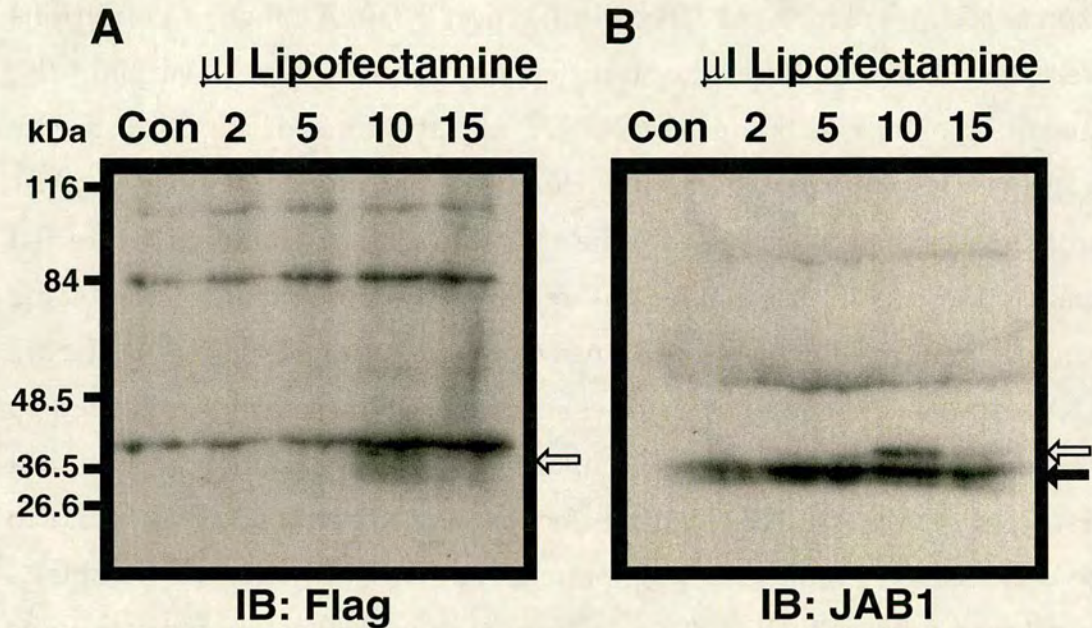 A
μl Lipofectamine
kDa Con 2 5 10 15
116
84
48.5
36.5
26.6
IB: Flag
B
μl Lipofectamine
Con 2 5 10 15
IB: JAB1